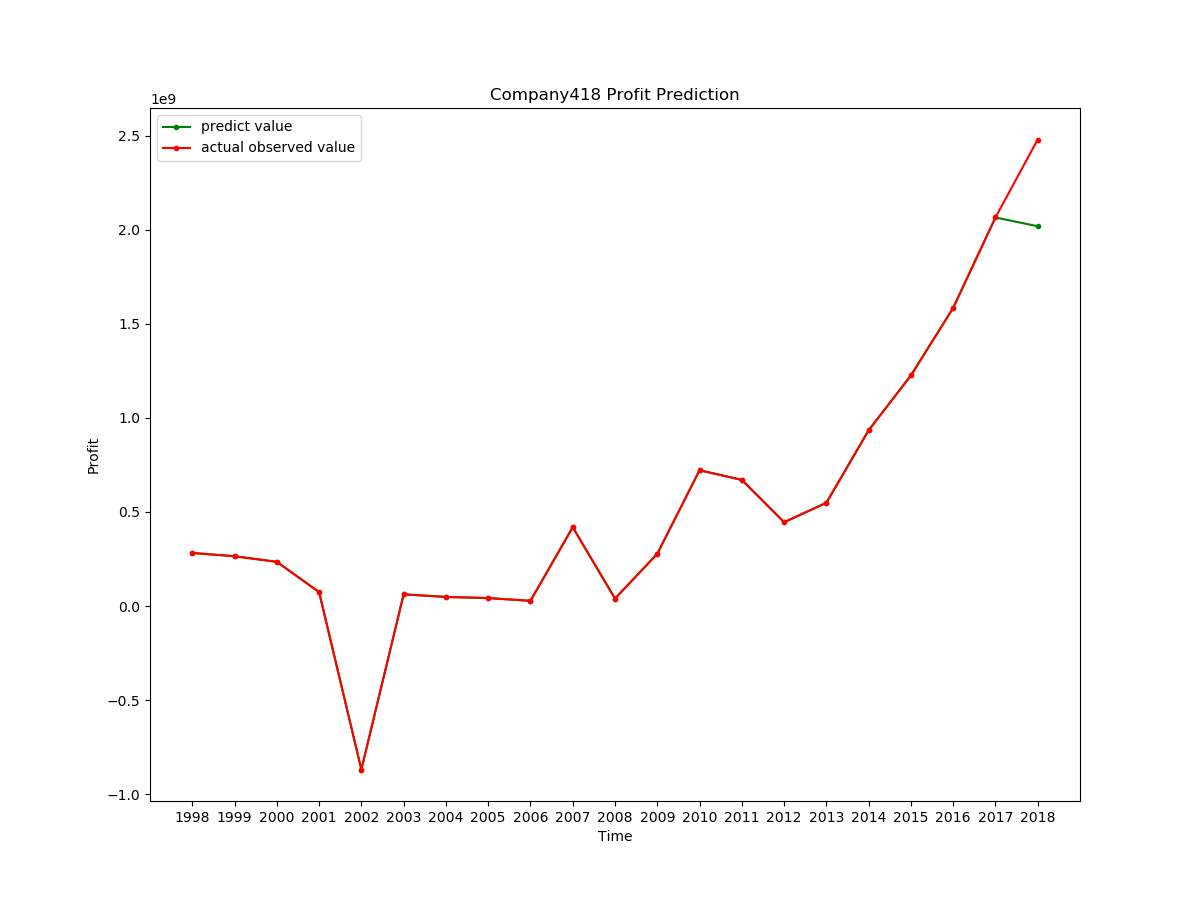 Company418 Profit Prediction
1e9
predict value
actual observed value
2.5
2.0
1.5
1.0
0.5
0.0
−0.5
−1.0
Profit
1998 1999 2000 2001 2002 2003 2004 2005 2006 2007 2008 2009 2010 2011 2012 2013 2014 2015 2016 2017 2018
Time